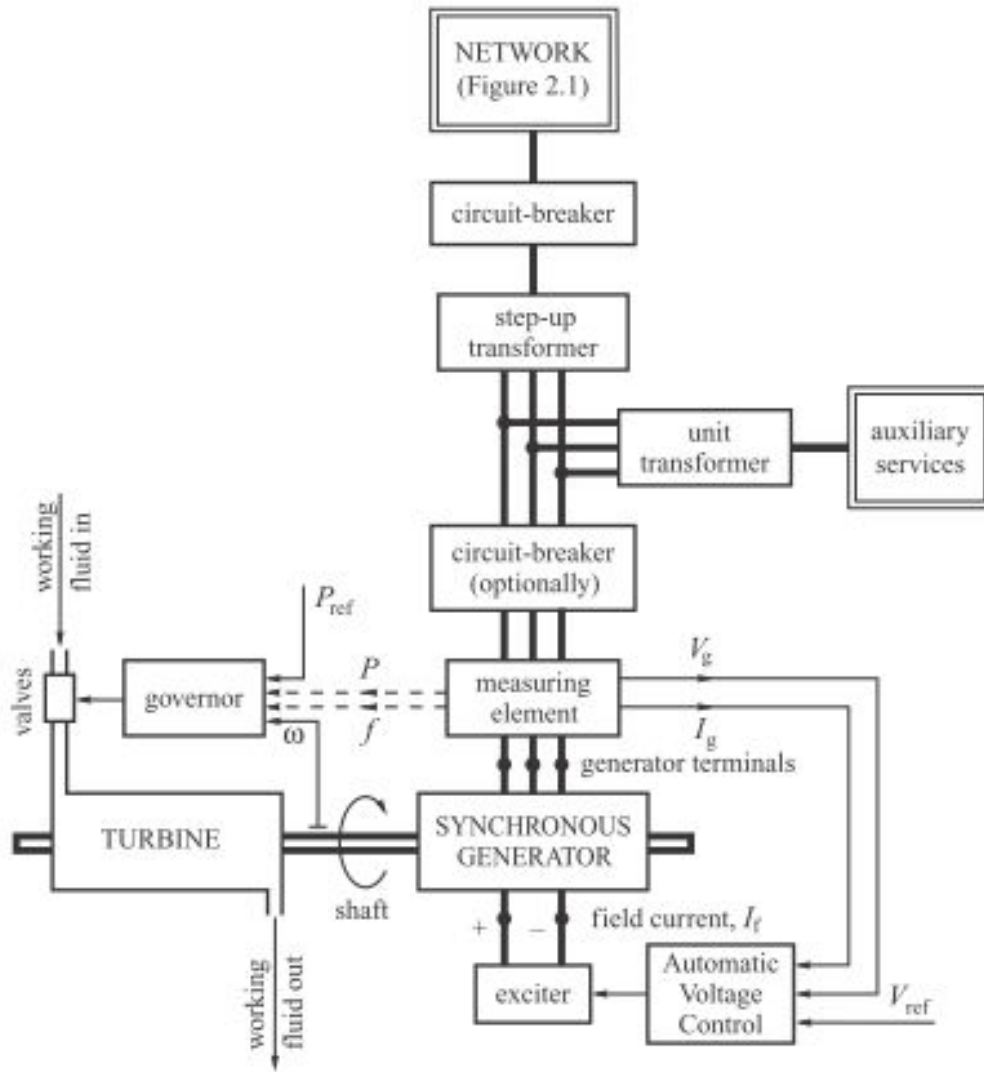 NETWORK
(Figure 2.1)
circuit-breaker
step-up
transformer
unit
transformer
auxiliary
services
circuit-breaker
(optionally)
working
fluid in
P_ref
valves
governor
P
f
ω
measuring
element
V_g
I_g
generator terminals
TURBINE
shaft
SYNCHRONOUS
GENERATOR
+
–
field current, I_f
exciter
Automatic
Voltage
Control
V_ref
working
fluid out